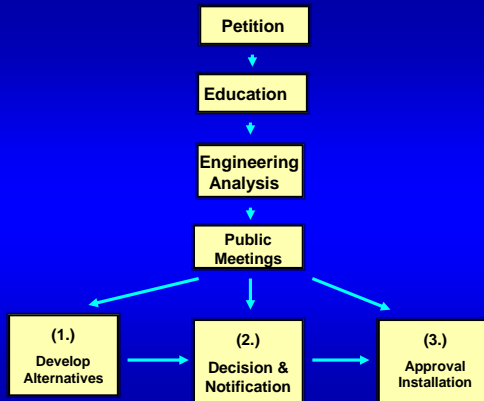 Petition
Education
Engineering
Analysis
Public
Meetings
(1.)
Develop
Alternatives
(2.)
Decision &
Notification
(3.)
Approval
Installation